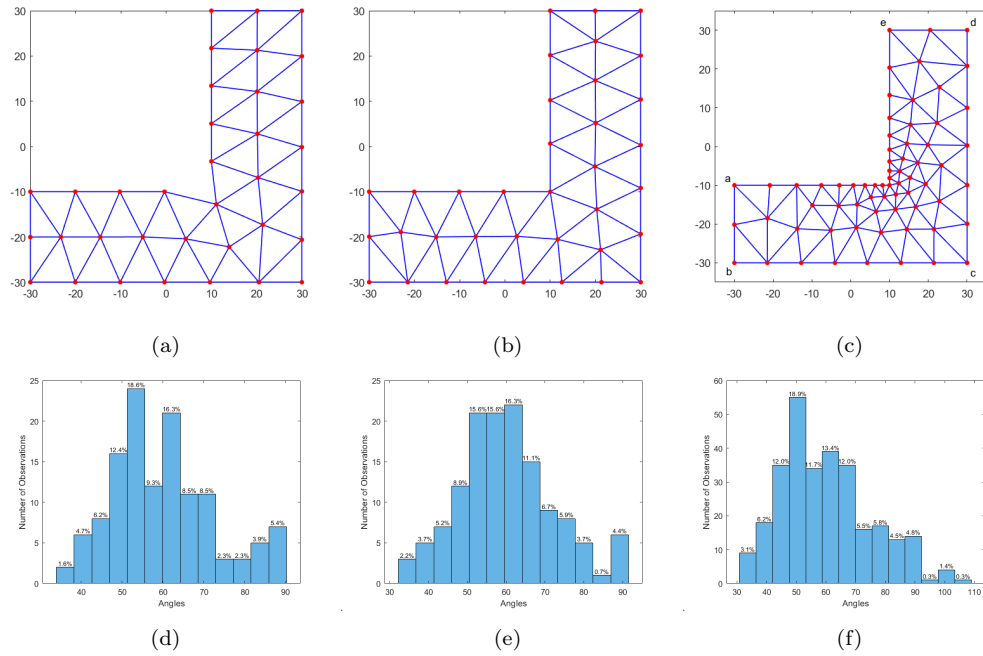 30
20
10
0
-10
-20
-30
-30 -20 -10 0 10 20 30
30
20
10
0
-10
-20
-30
-30 -20 -10 0 10 20 30
e d
30
20
10
0
a
-10
-20
-30
b c
-30 -20 -10 0 10 20 30
(a) (b) (c)
25
20
15
10
5
0
Number of Observations
1.6% 4.7% 6.2% 12.4% 18.6% 9.3% 16.3% 8.5% 8.5% 2.3% 2.3% 3.9% 5.4%
40 50 60 70 80 90
Angles
25
20
15
10
5
0
Number of Observations
2.2% 3.7% 5.2% 8.9% 15.6% 15.6% 16.3% 11.1% 6.7% 5.9% 3.7% 0.7% 4.4%
30 40 50 60 70 80 90
Angles
60
50
40
30
20
10
0
Number of Observations
3.1% 6.2% 12.0% 18.9% 11.7% 13.4% 12.0% 5.5% 5.8% 4.5% 4.8% 0.3% 1.4% 0.3%
30 40 50 60 70 80 90 100 110
Angles
(d) (e) (f)